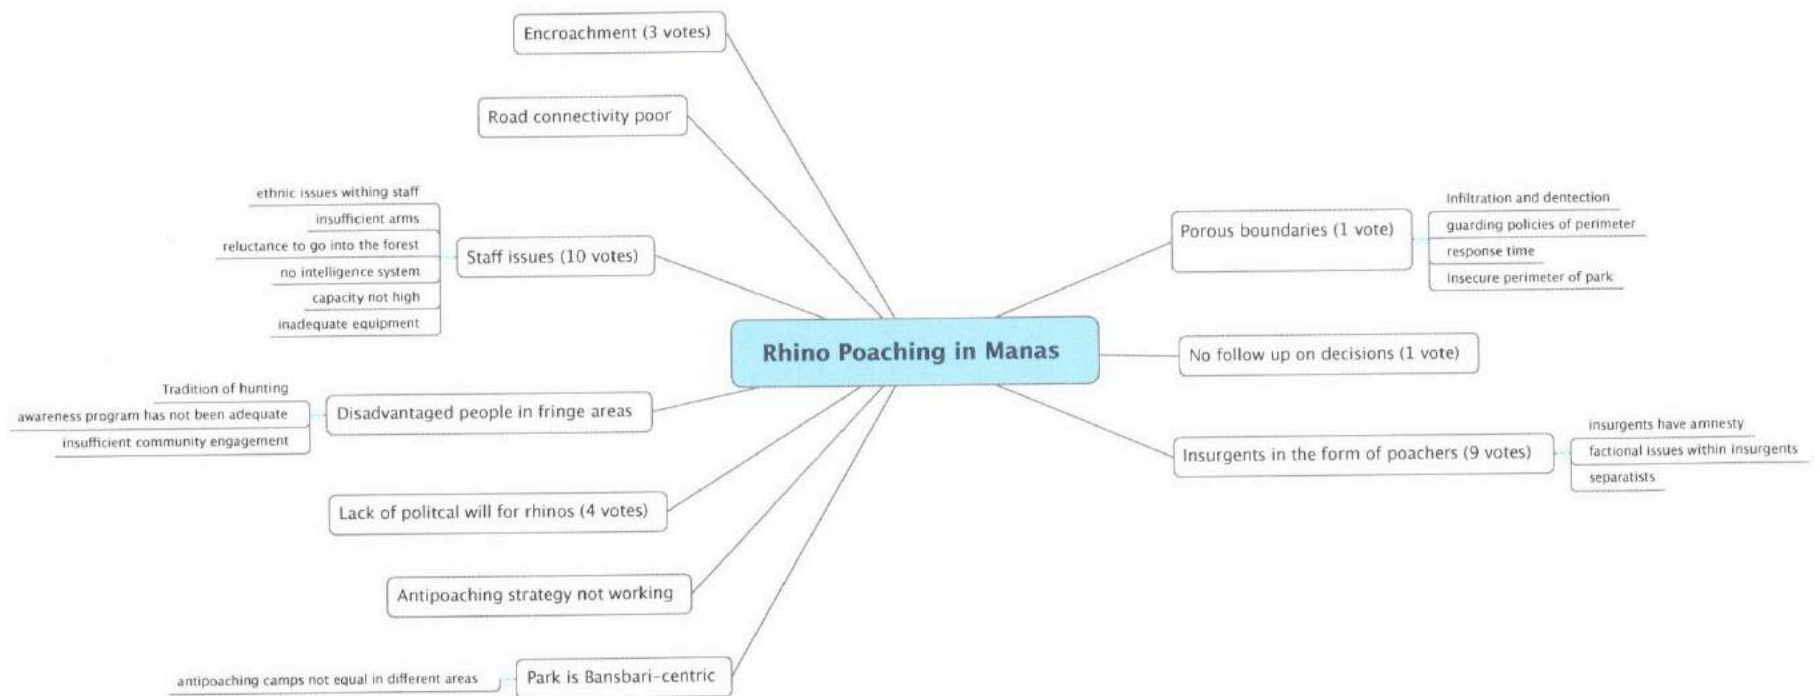 Encroachment (3 votes)
Road connectivity poor
ethnic issues withing staff
insufficient arms
reluctance to go into the forest
no intelligence system
capacity not high
inadequate equipment
Staff issues (10 votes)
Tradition of hunting
awareness program has not been adequate
insufficient community engagement
Disadvantaged people in fringe areas
Lack of politcal will for rhinos (4 votes)
Antipoaching strategy not working
antipoaching camps not equal in different areas
Park is Bansbari-centric
Rhino Poaching in Manas
Porous boundaries (1 vote)
Infiltration and dentection
guarding policies of perimeter
response time
Insecure perimeter of park
No follow up on decisions (1 vote)
Insurgents in the form of poachers (9 votes)
insurgents have amnesty
factional issues within insurgents
separatists